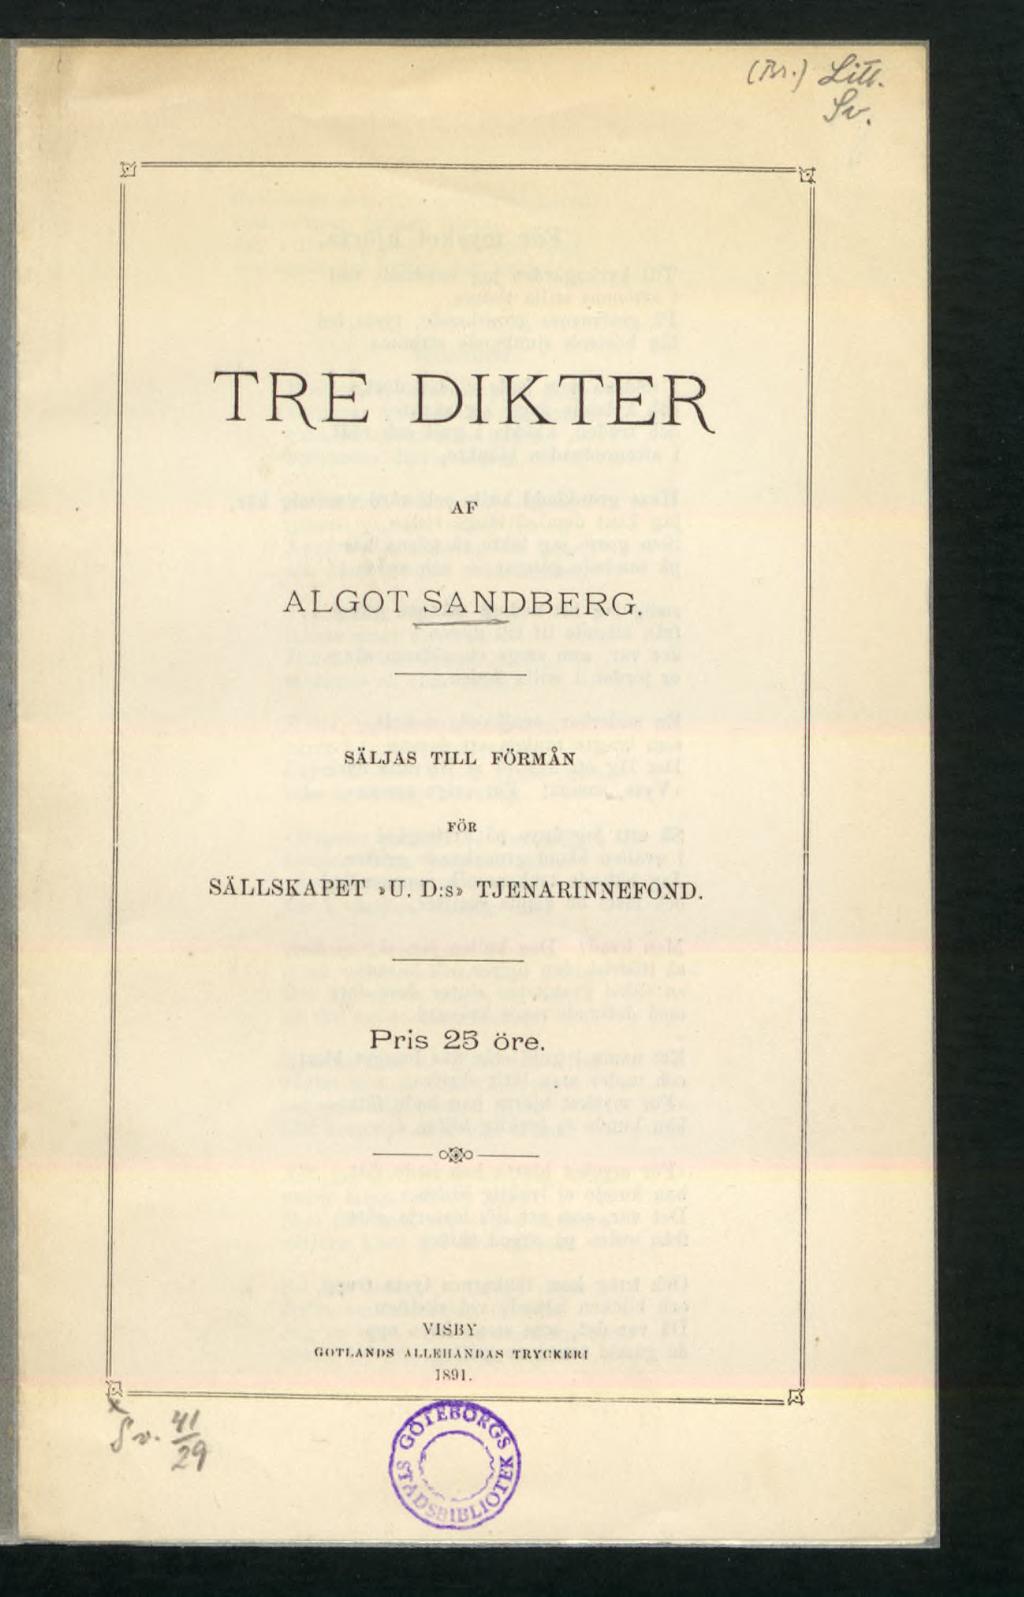 (Br.) Litt.
Sv.
TRE DIKTER
AF
ALGOT SANDBERG.
SÄLJAS TILL FÖRMÅN
FÖR
SÄLLSKAPET »U. D:s» TJENARINNEFOND.
Pris 25 öre.
VISBY
GOTLANDS ALLEHANDAS TRYCKERI
1891.
Sv. 41
29
GÖTEBORGS
STADSBIBLIOTEK